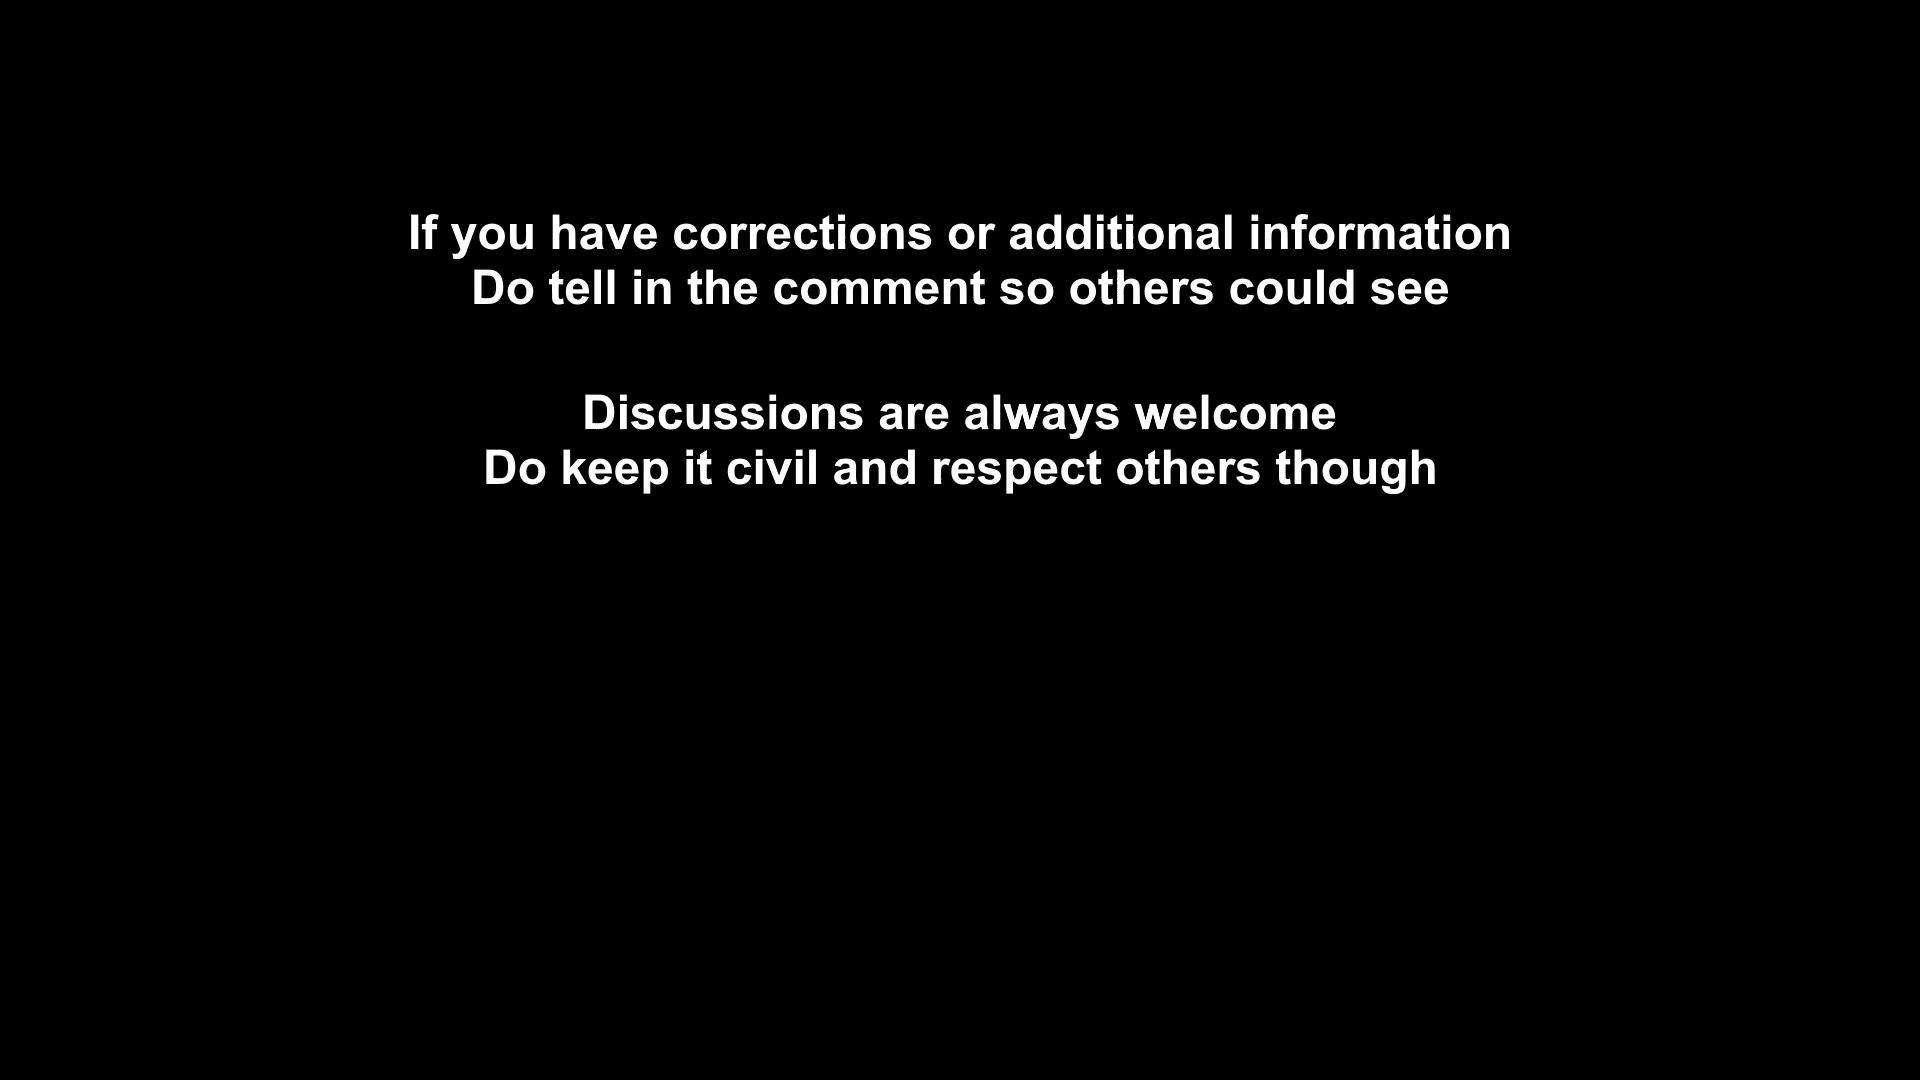 If you have corrections or additional information
Do tell in the comment so others could see
Discussions are always welcome
Do keep it civil and respect others though